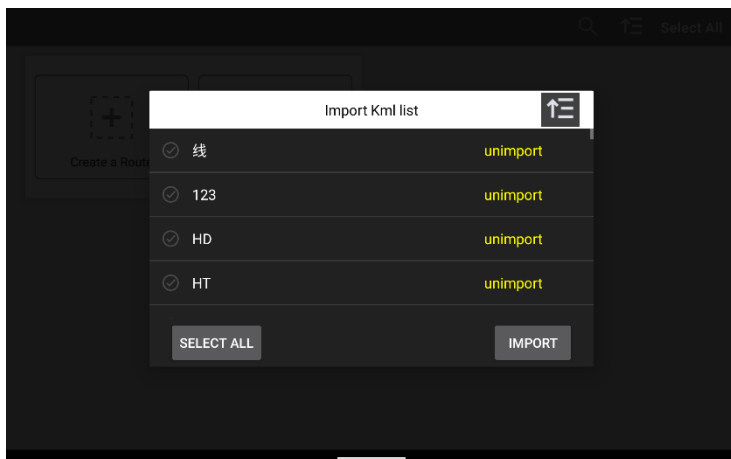 Select All
Create a Route
Import Kml list
线 unimport
123 unimport
HD unimport
HT unimport
SELECT ALL IMPORT